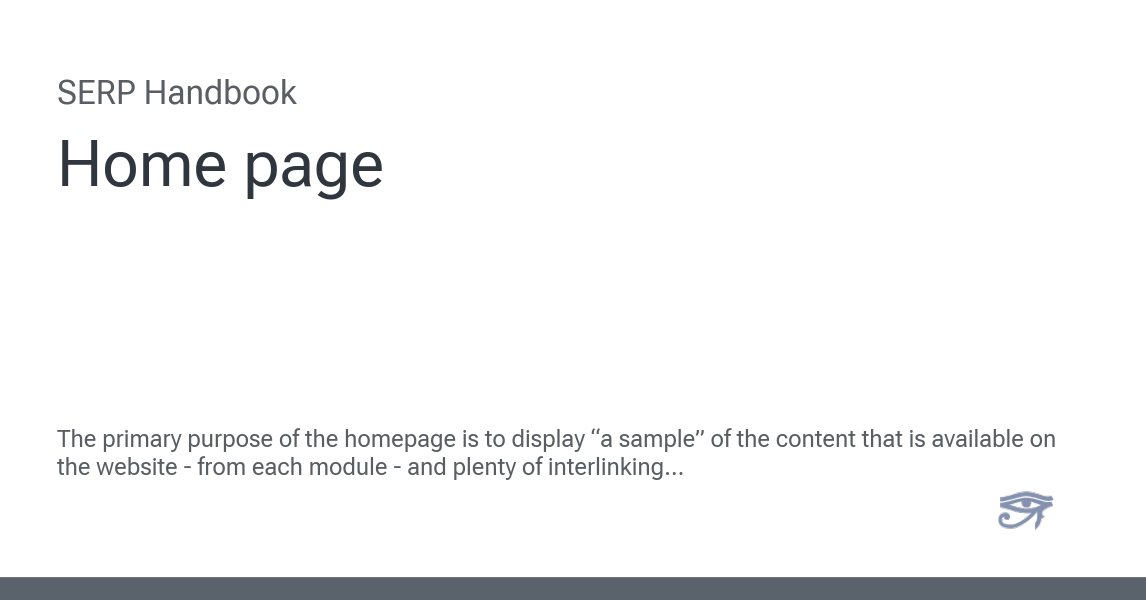 SERP Handbook
Home page
The primary purpose of the homepage is to display “a sample” of the content that is available on
the website - from each module - and plenty of interlinking...